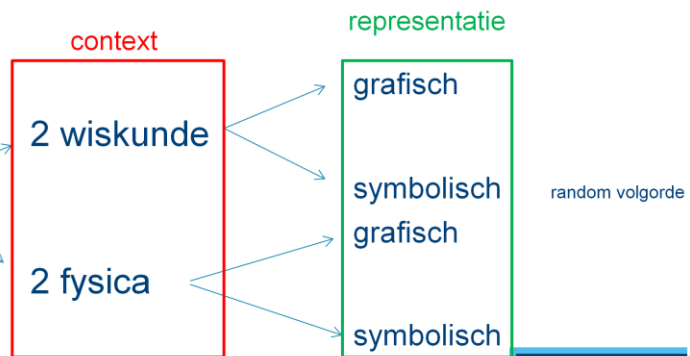 context
representatie
2 wiskunde
grafisch
symbolisch
2 fysica
grafisch
symbolisch
random volgorde